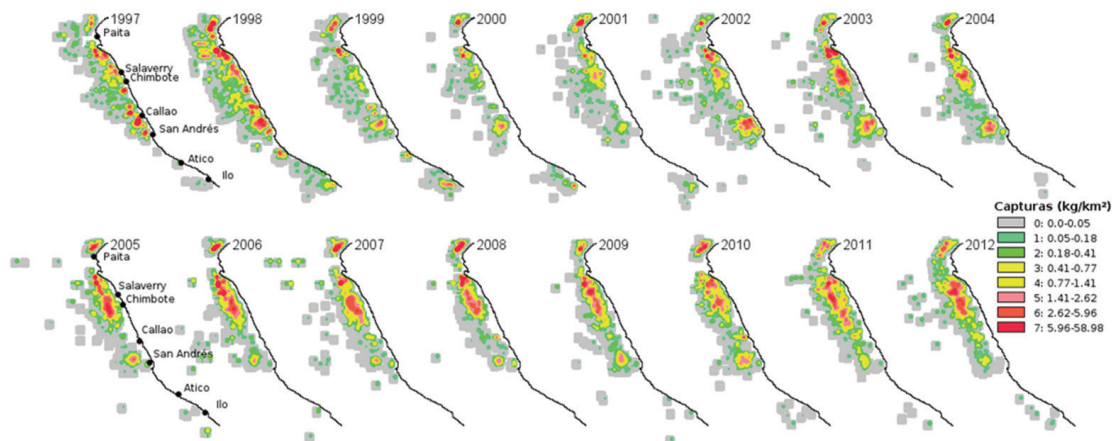 1997 1998 1999 2000 2001 2002 2003 2004
Paita
Salaverry
Chimbote
Callao
San Andrés
Atico
Ilo
Capturas (kg/km²)
0: 0.0-0.05
1: 0.05-0.18
2: 0.18-0.41
3: 0.41-0.77
4: 0.77-1.41
5: 1.41-2.62
6: 2.62-5.96
7: 5.96-58.98
2005 2006 2007 2008 2009 2010 2011 2012
Paita
Salaverry
Chimbote
Callao
San Andrés
Atico
Ilo